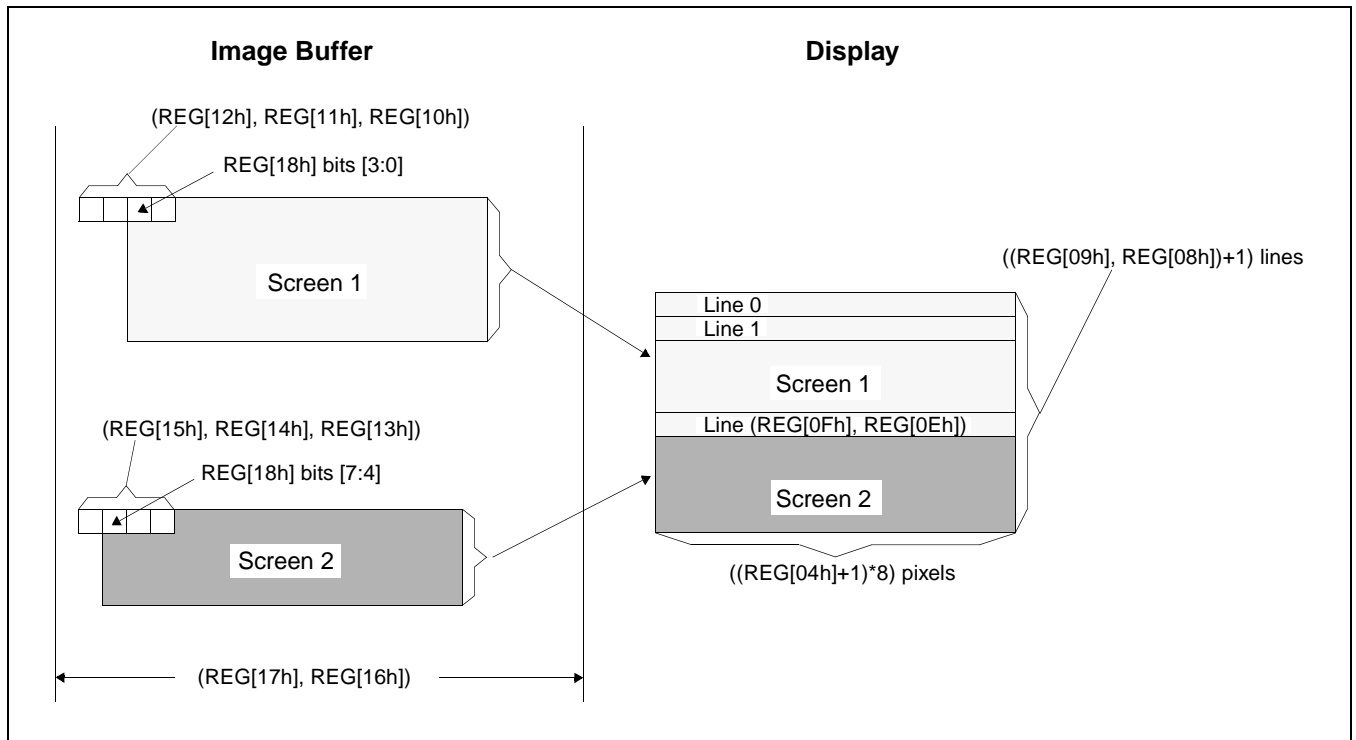 Image Buffer
Display
(REG[12h], REG[11h], REG[10h])
REG[18h] bits [3:0]
Screen 1
((REG[09h], REG[08h])+1) lines
Line 0
Line 1
Screen 1
Line (REG[0Fh], REG[0Eh])
Screen 2
((REG[04h]+1)*8) pixels
(REG[15h], REG[14h], REG[13h])
REG[18h] bits [7:4]
Screen 2
(REG[17h], REG[16h])